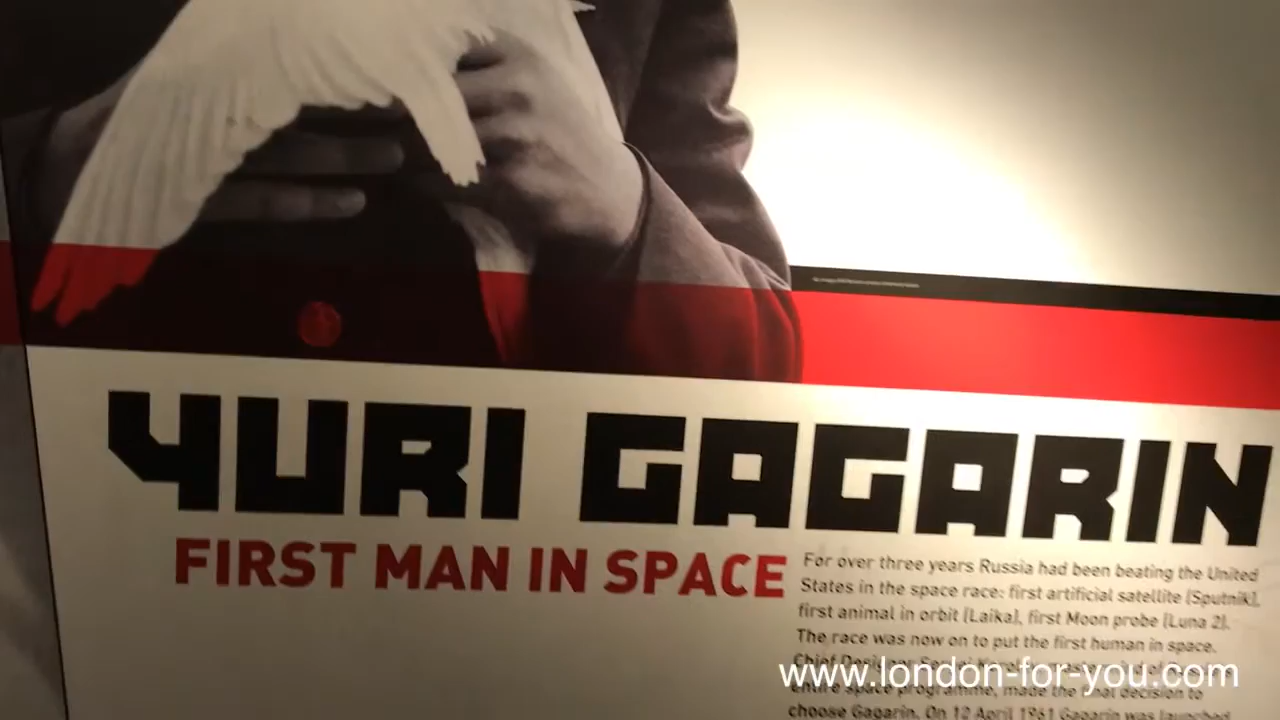 YURI GAGARIN
FIRST MAN IN SPACE
For over three years Russia had been beating the United
States in the space race: first artificial satellite (Sputnik),
first animal in orbit (Laika), first Moon probe (Luna 2).
The race was now on to put the first human in space.
Chief Designer
www.london-for-you.com
entire space programme, made the final decision to
choose Gagarin. On 12 April 1961 Gagarin was launched